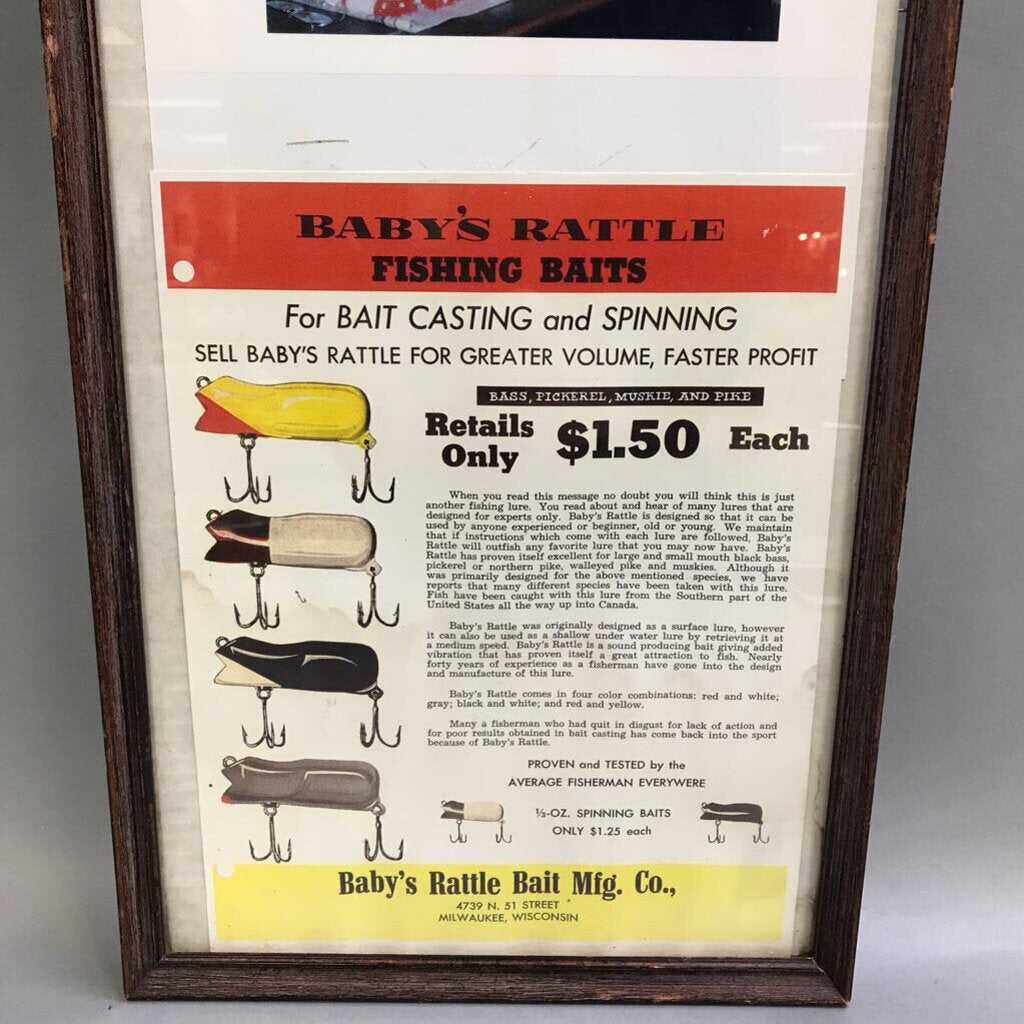 BABY'S RATTLE
FISHING BAITS
For BAIT CASTING and SPINNING
SELL BABY'S RATTLE FOR GREATER VOLUME, FASTER PROFIT
BASS, PICKEREL, MUSKIE, AND PIKE
Retails Only $1.50 Each
When you read this message no doubt you will think this is just
another fishing lure. You read about and hear of many lures that are
designed for experts only. Baby's Rattle is designed so that it can be
used by anyone experienced or beginner, old or young. We maintain
that if instructions which come with each lure are followed, Baby's
Rattle will outfish any favorite lure that you may now have. Baby's
Rattle has proven itself excellent for large and small mouth black bass,
pickerel or northern pike, walleyed pike and muskies. Although it
was primarily designed for the above mentioned species, we have
reports that many different species have been taken with this lure.
Fish have been caught with this lure from the Southern part of the
United States all the way up into Canada.
Baby's Rattle was originally designed as a surface lure, however
it can also be used as a shallow under water lure by retrieving it at
a medium speed. Baby's Rattle is a sound producing bait giving added
vibration that has proven itself a great attraction to fish. Nearly
forty years of experience as a fisherman have gone into the design
and manufacture of this lure.
Baby's Rattle comes in four color combinations: red and white;
gray; black and white; and red and yellow.
Many a fisherman who had quit in disgust for lack of action and
for poor results obtained in bait casting has come back into the sport
because of Baby's Rattle.
PROVEN and TESTED by the
AVERAGE FISHERMAN EVERYWERE
⅓-OZ. SPINNING BAITS
ONLY $1.25 each
Baby's Rattle Bait Mfg. Co.,
4739 N. 51 STREET
MILWAUKEE, WISCONSIN